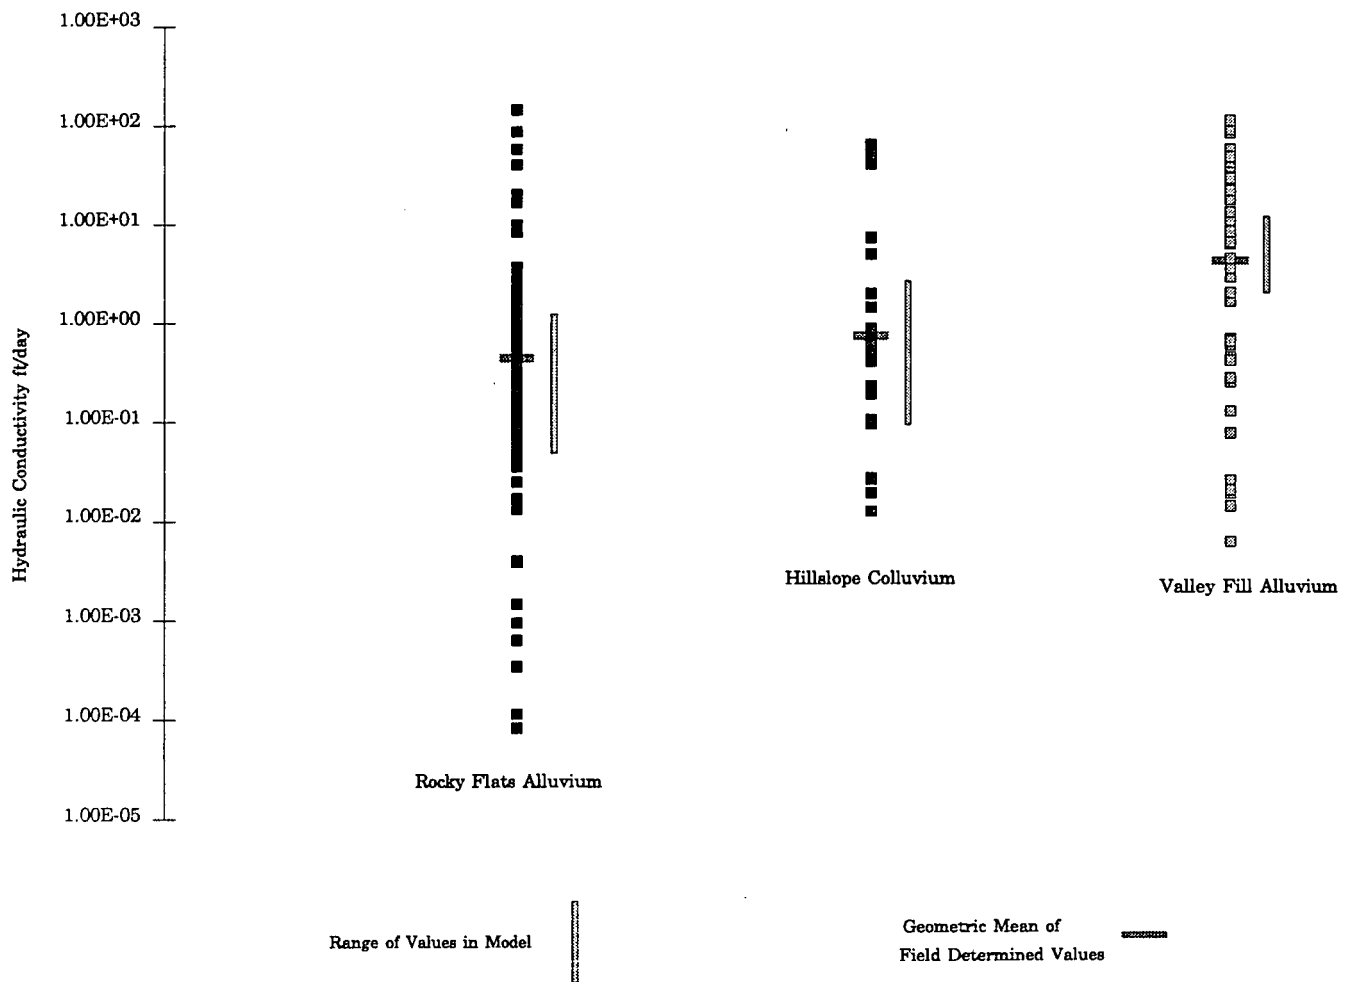 1.00E+03
1.00E+02
1.00E+01
1.00E+00
1.00E-01
1.00E-02
1.00E-03
1.00E-04
1.00E-05
Hydraulic Conductivity ft/day
Rocky Flats Alluvium
Hillslope Colluvium
Valley Fill Alluvium
Range of Values in Model
Geometric Mean of
Field Determined Values